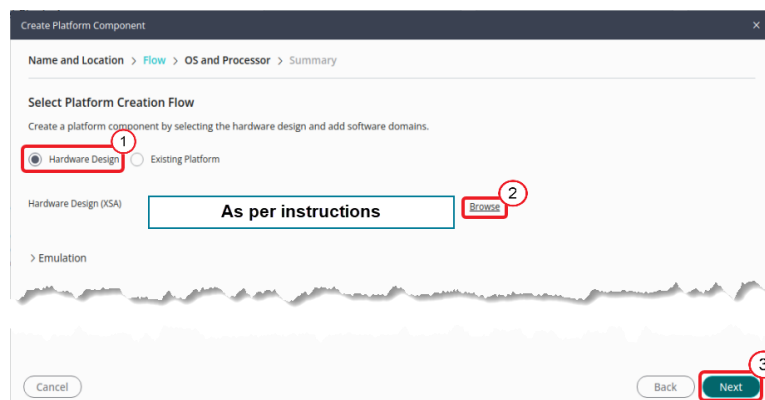 Create Platform Component ×
Name and Location > Flow > OS and Processor > Summary
Select Platform Creation Flow
Create a platform component by selecting the hardware design and add software domains.
1
Hardware Design Existing Platform
2
Hardware Design (XSA) As per instructions Browse
> Emulation
3
Cancel Back Next